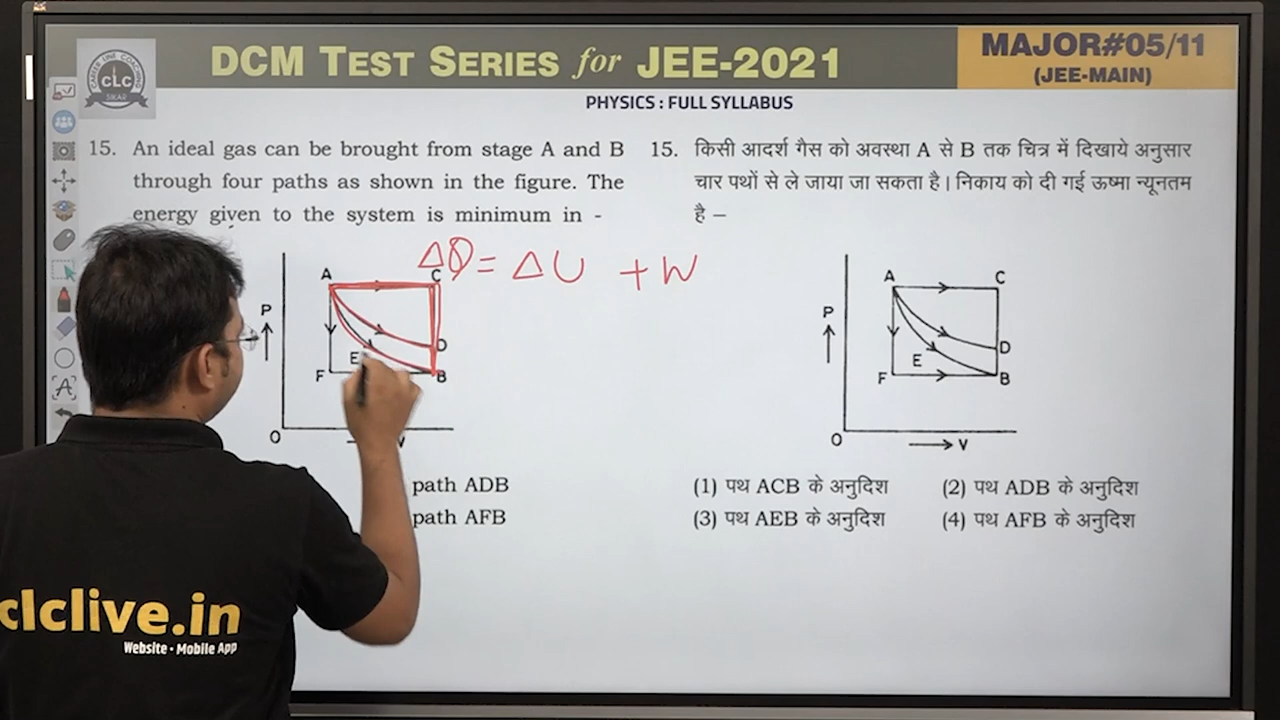 DCM TEST SERIES for JEE-2021
MAJOR#05/11
(JEE-MAIN)
CLC
SIKAR
PHYSICS : FULL SYLLABUS
15. An ideal gas can be brought from stage A and B
through four paths as shown in the figure. The
energy given to the system is minimum in -
15. किसी आदर्श गैस को अवस्था A से B तक चित्र में दिखाये अनुसार
चार पथों से ले जाया जा सकता है। निकाय को दी गई ऊष्मा न्यूनतम
है –
ΔQ = ΔU + W
A C
P
D
E
F B
O V
A C
P
D
E
F B
O V
path ADB
path AFB
(1) पथ ACB के अनुदिश (2) पथ ADB के अनुदिश
(3) पथ AEB के अनुदिश (4) पथ AFB के अनुदिश
clclive.in
Website • Mobile App